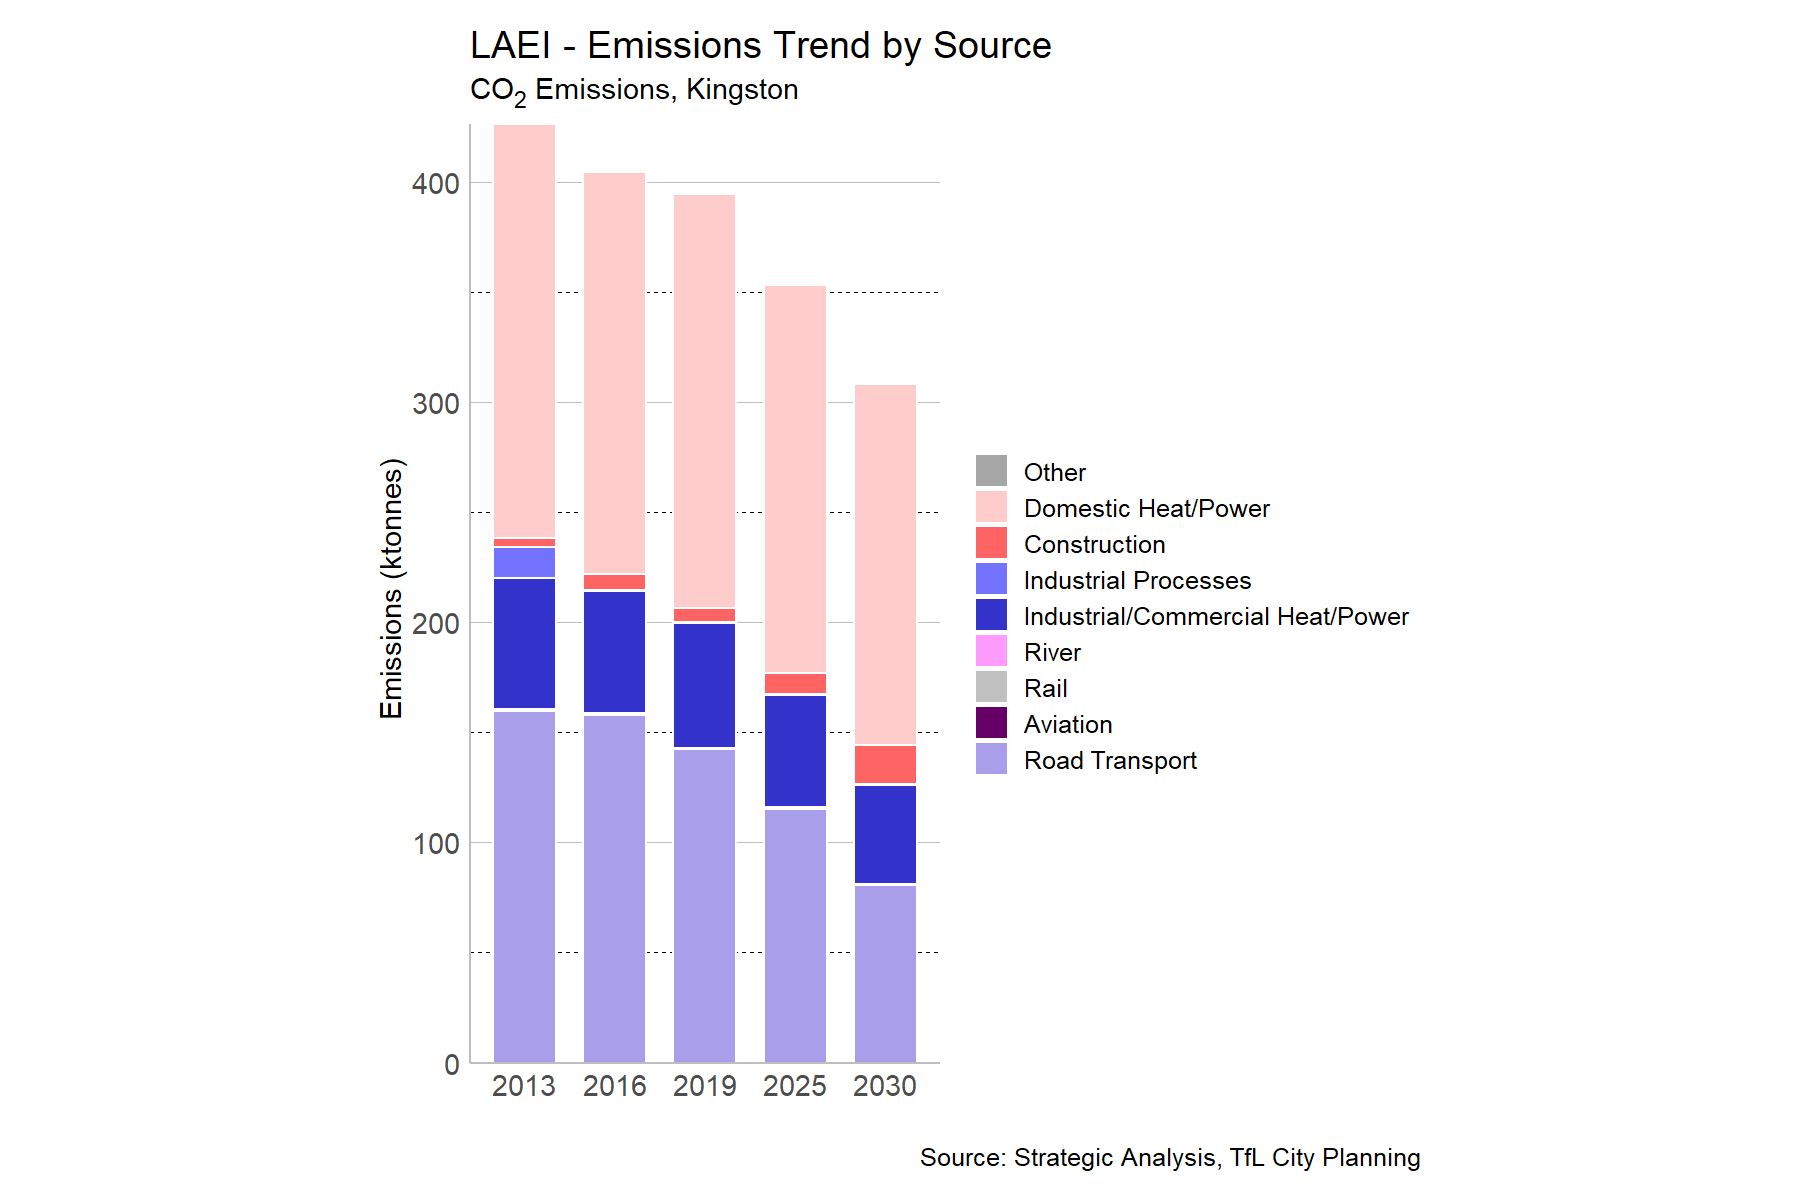 LAEI - Emissions Trend by Source
CO₂ Emissions, Kingston
Emissions (ktonnes)
400
300
200
100
0
2013 2016 2019 2025 2030
Other
Domestic Heat/Power
Construction
Industrial Processes
Industrial/Commercial Heat/Power
River
Rail
Aviation
Road Transport
Source: Strategic Analysis, TfL City Planning